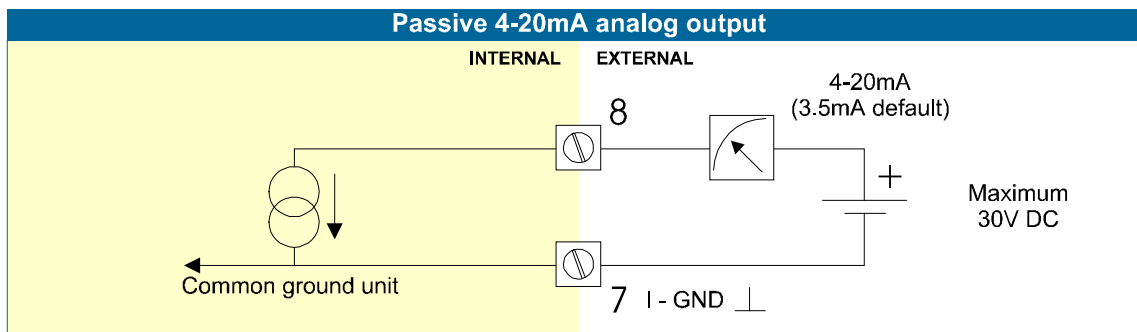 Passive 4-20mA analog output
INTERNAL
EXTERNAL
8
4-20mA
(3.5mA default)
+
Maximum
30V DC
Common ground unit
7
I - GND ⊥